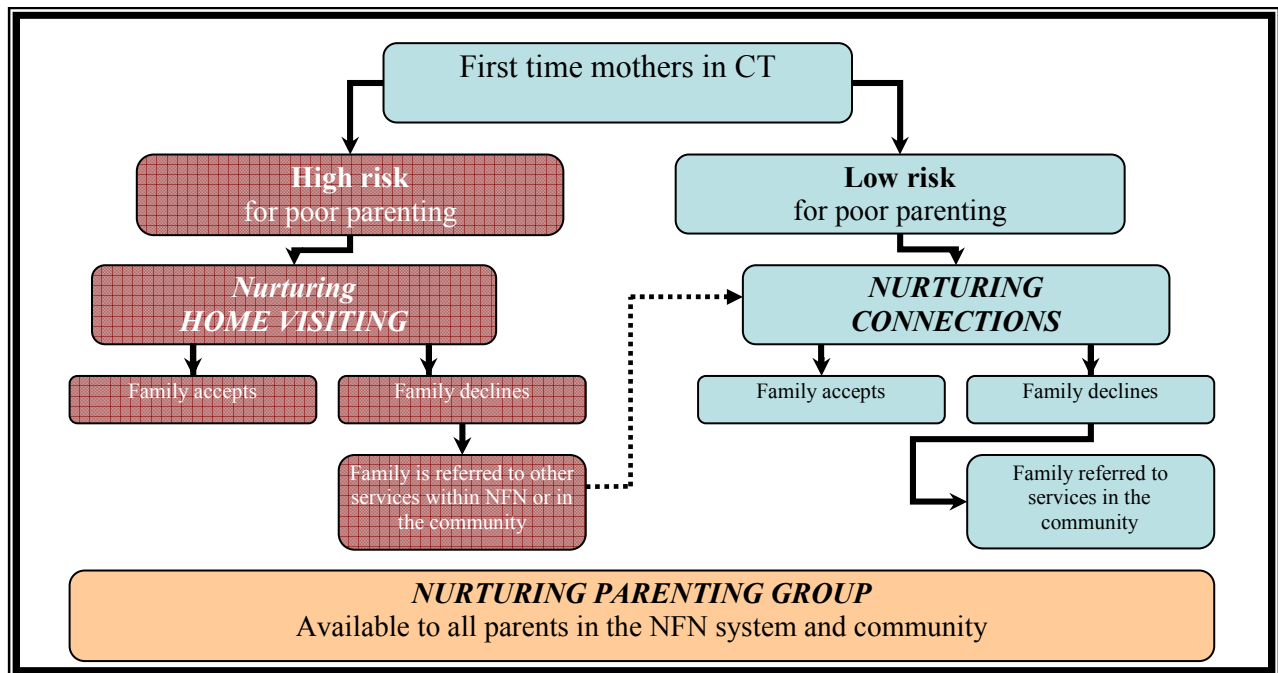 First time mothers in CT
High risk
for poor parenting
Low risk
for poor parenting
Nurturing
HOME VISITING
NURTURING
CONNECTIONS
Family accepts
Family declines
Family accepts
Family declines
Family is referred to other
services within NFN or in
the community
Family referred to
services in the
community
NURTURING PARENTING GROUP
Available to all parents in the NFN system and community